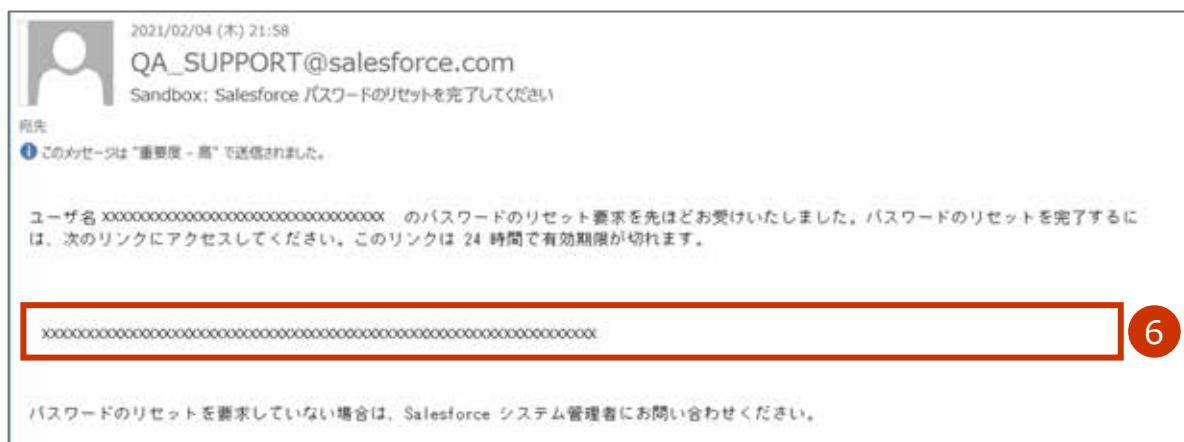 2021/02/04 (木) 21:58
QA_SUPPORT@salesforce.com
Sandbox: Salesforce パスワードのリセットを完了してください
宛先
このメッセージは "重要度 - 高" で送信されました。
ユーザ名 xxxxxxxxxxxxxxxxxxxxxxxxxxxxxxxxx のパスワードのリセット要求を先ほどお受けいたしました。パスワードのリセットを完了するに
は、次のリンクにアクセスしてください。このリンクは 24 時間で有効期限が切れます。
xxxxxxxxxxxxxxxxxxxxxxxxxxxxxxxxxxxxxxxxxxxxxxxxxxxxxxxxxxxxxxxxx
6
パスワードのリセットを要求していない場合は、Salesforce システム管理者にお問い合わせください。